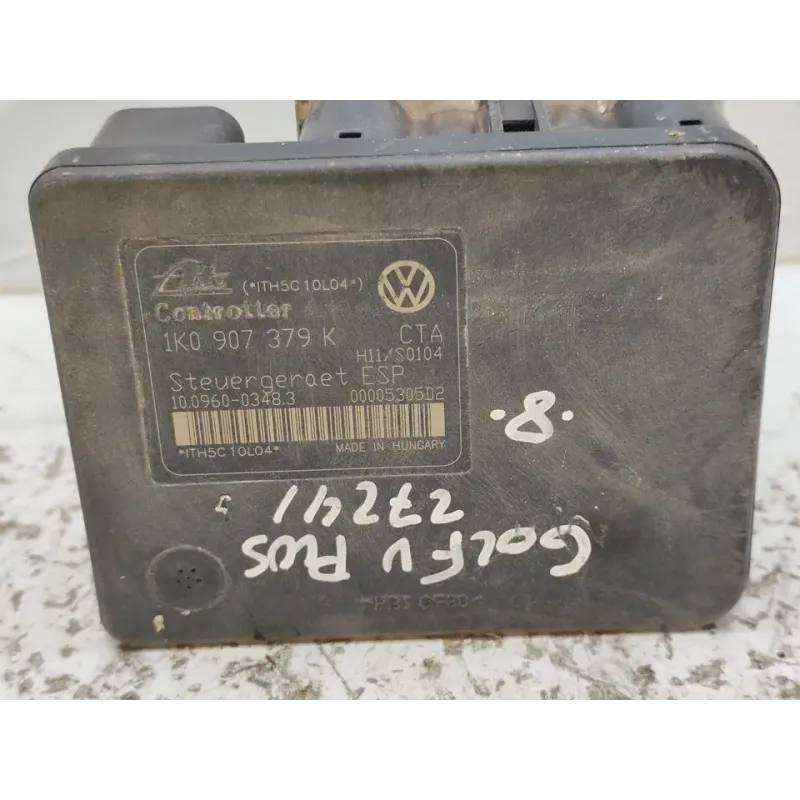 Ate (*ITH5C10L04*)
Controller
1K0 907 379 K CTA
H11/S0104
Steuergeraet ESP
10.0960-0348.3 00005305D2
*ITH5C10L04* MADE IN HUNGARY
.8.
27241
GOLF V PLUS